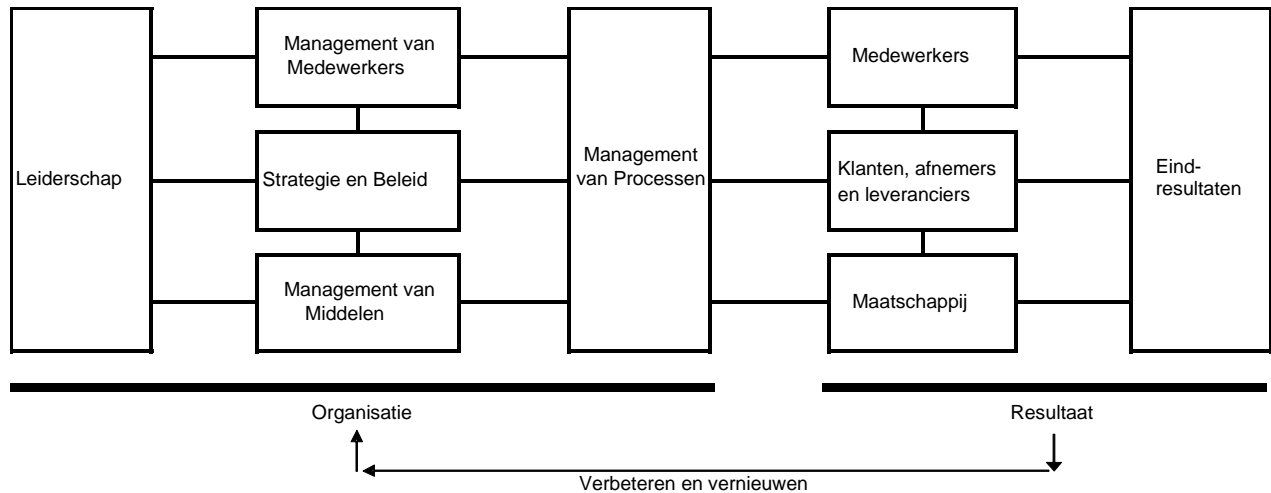 Management van
Medewerkers
Medewerkers
Leiderschap
Strategie en Beleid
Management
van Processen
Klanten, afnemers
en leveranciers
Eind-
resultaten
Management van
Middelen
Maatschappij
Organisatie
Resultaat
Verbeteren en vernieuwen